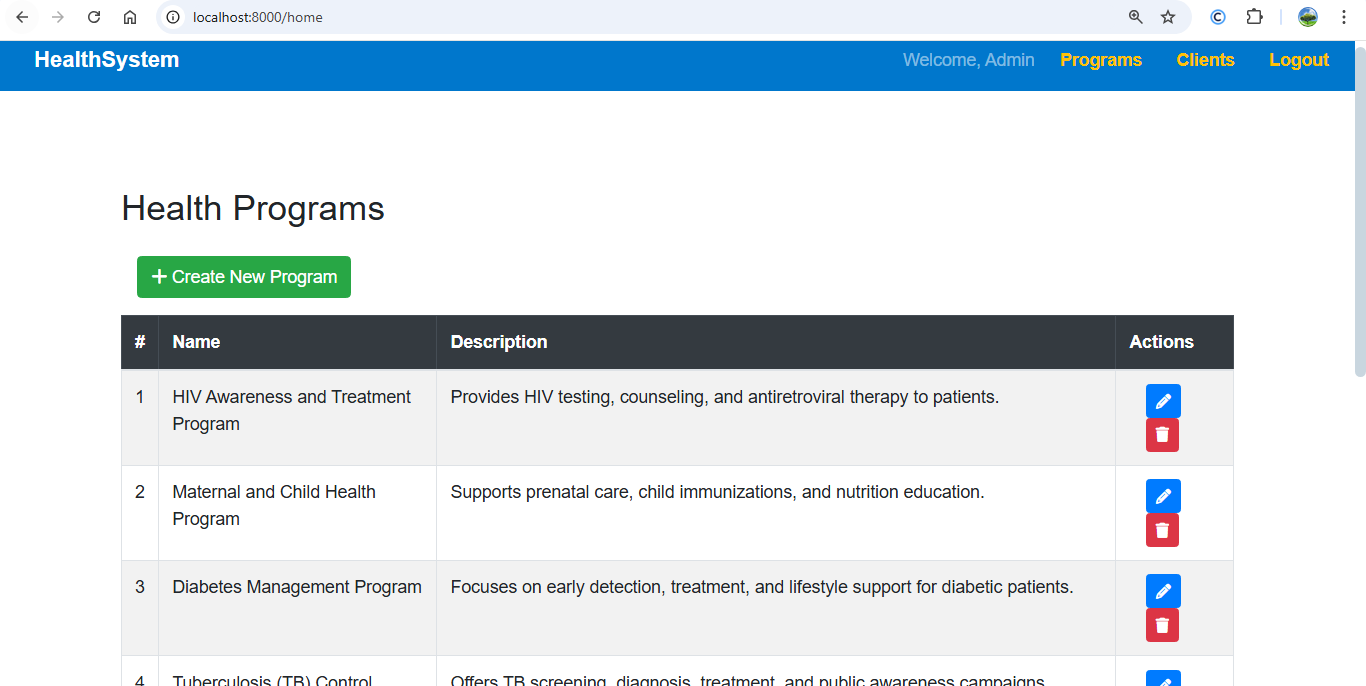 localhost:8000/home
HealthSystem
Welcome, Admin
Programs
Clients
Logout
Health Programs
+ Create New Program
# Name Description Actions
1 HIV Awareness and Treatment Provides HIV testing, counseling, and antiretroviral therapy to patients.
Program
2 Maternal and Child Health Supports prenatal care, child immunizations, and nutrition education.
Program
3 Diabetes Management Program Focuses on early detection, treatment, and lifestyle support for diabetic patients.
4 Tuberculosis (TB) Control Offers TB screening, diagnosis, treatment, and public awareness campaigns.